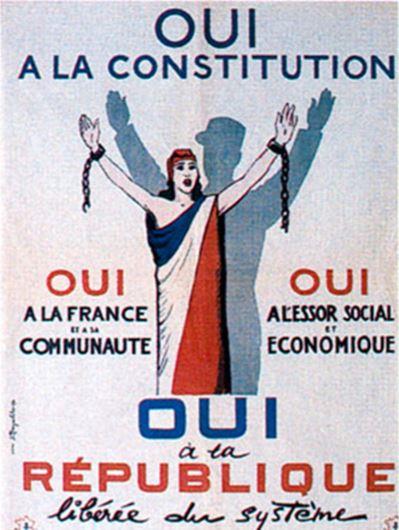 OUI
A LA CONSTITUTION
OUI
A LA FRANCE
ET A SA
COMMUNAUTE
OUI
A L'ESSOR SOCIAL
ET
ECONOMIQUE
OUI
à la
RÉPUBLIQUE
libérée du système